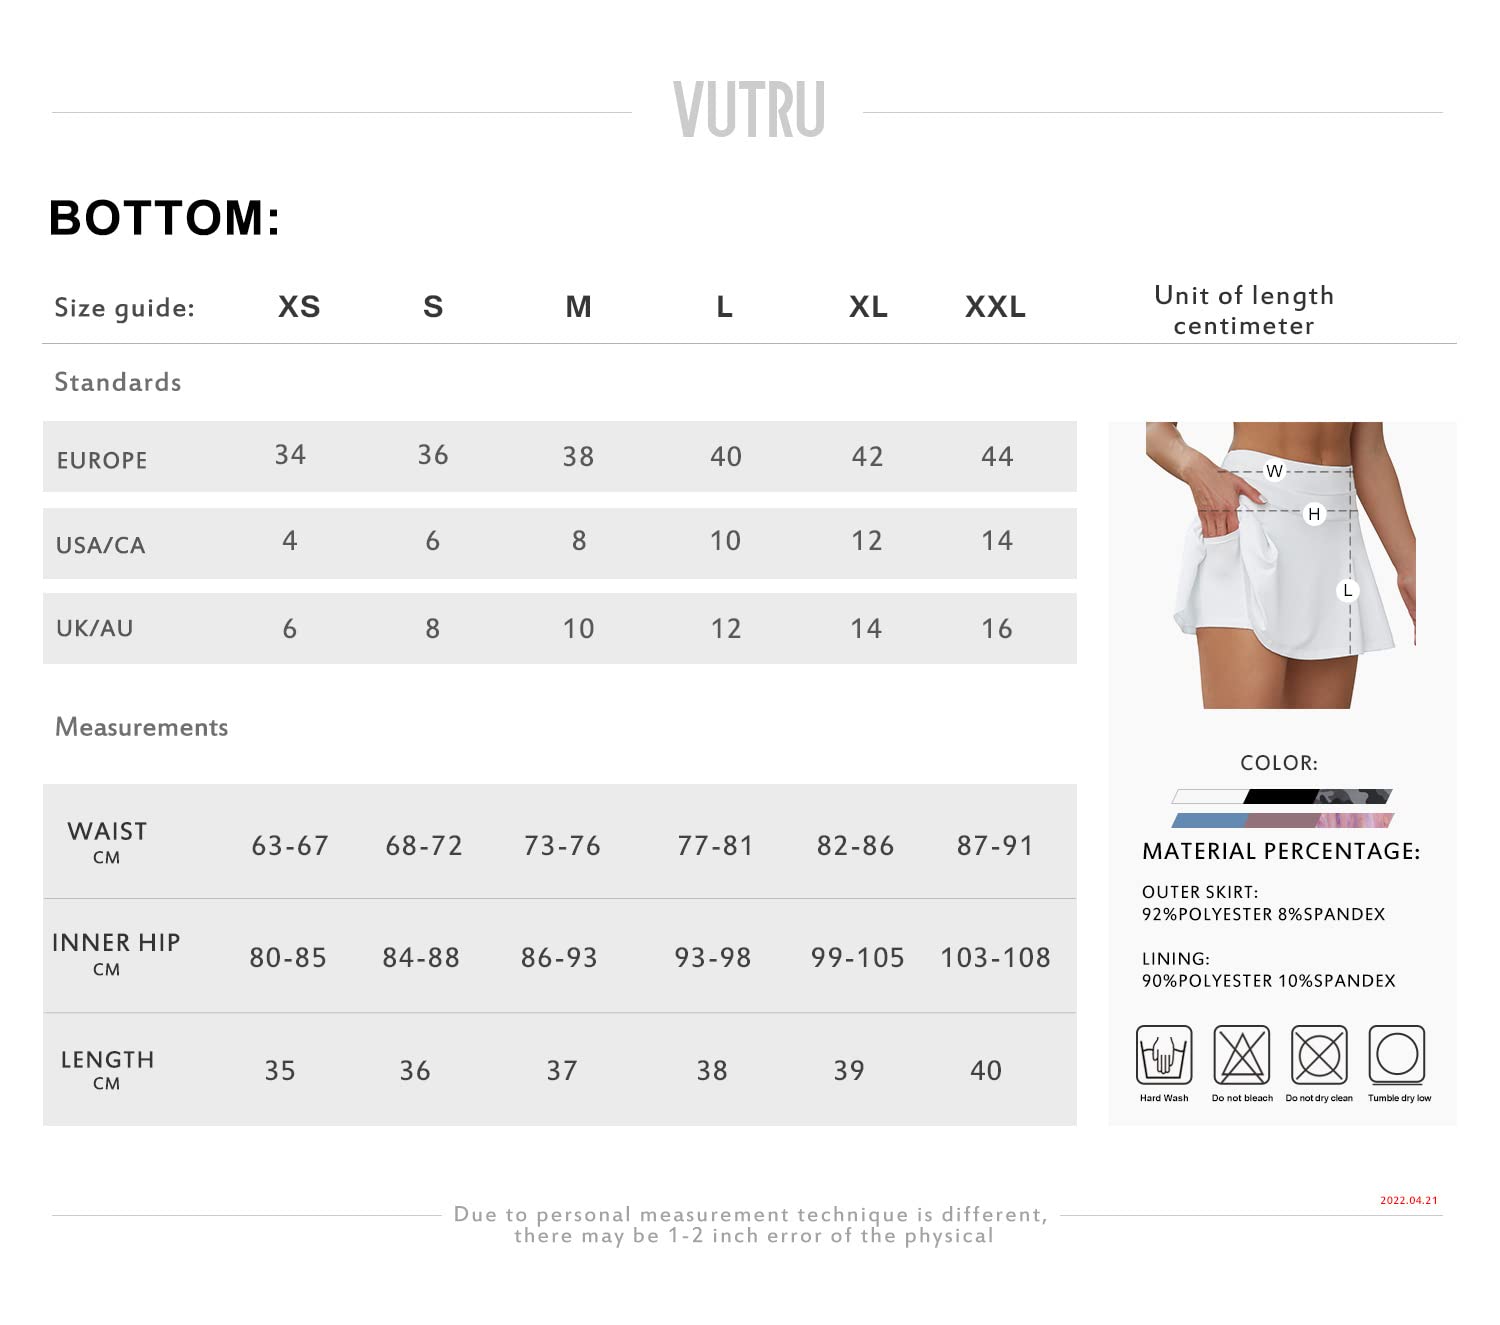 VUTRU
BOTTOM:
Size guide: XS S M L XL XXL
Unit of length
centimeter
Standards
EUROPE 34 36 38 40 42 44
USA/CA 4 6 8 10 12 14
UK/AU 6 8 10 12 14 16
Measurements
WAIST
CM
63-67 68-72 73-76 77-81 82-86 87-91
INNER HIP
CM
80-85 84-88 86-93 93-98 99-105 103-108
LENGTH
CM
35 36 37 38 39 40
W
H
L
COLOR:
MATERIAL PERCENTAGE:
OUTER SKIRT:
92%POLYESTER 8%SPANDEX
LINING:
90%POLYESTER 10%SPANDEX
Hard Wash Do not bleach Do not dry clean Tumble dry low
2022.04.21
Due to personal measurement technique is different,
there may be 1-2 inch error of the physical